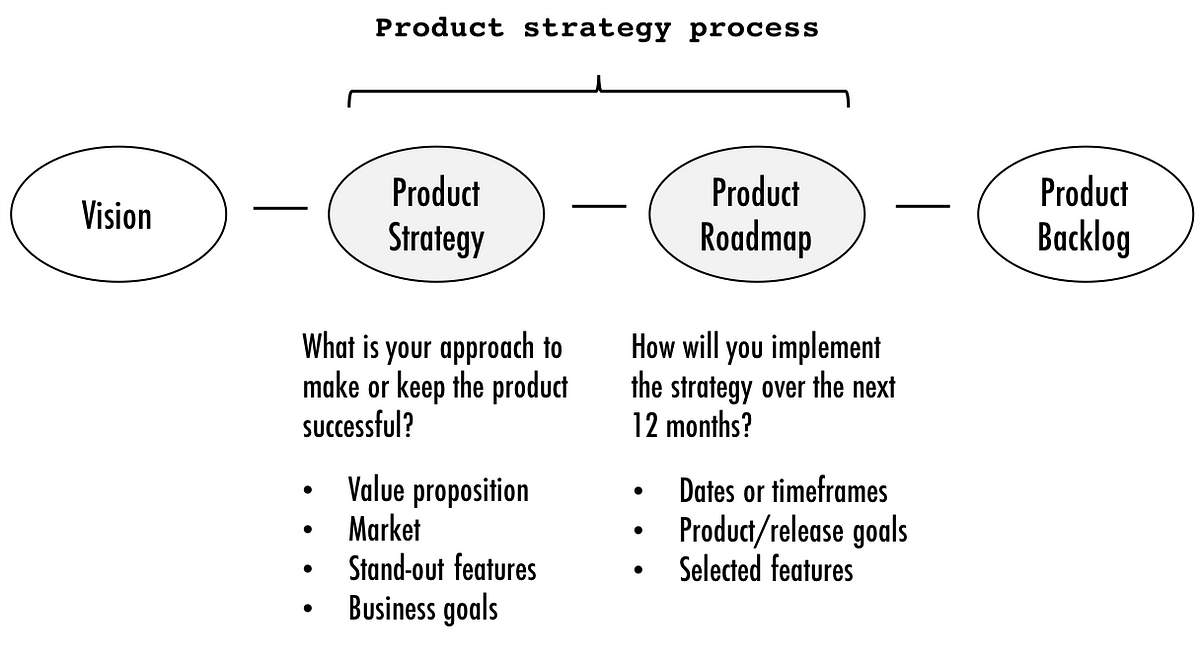 Product strategy process
Vision
Product
Strategy
Product
Roadmap
Product
Backlog
What is your approach to
make or keep the product
successful?
• Value proposition
• Market
• Stand-out features
• Business goals
How will you implement
the strategy over the next
12 months?
• Dates or timeframes
• Product/release goals
• Selected features